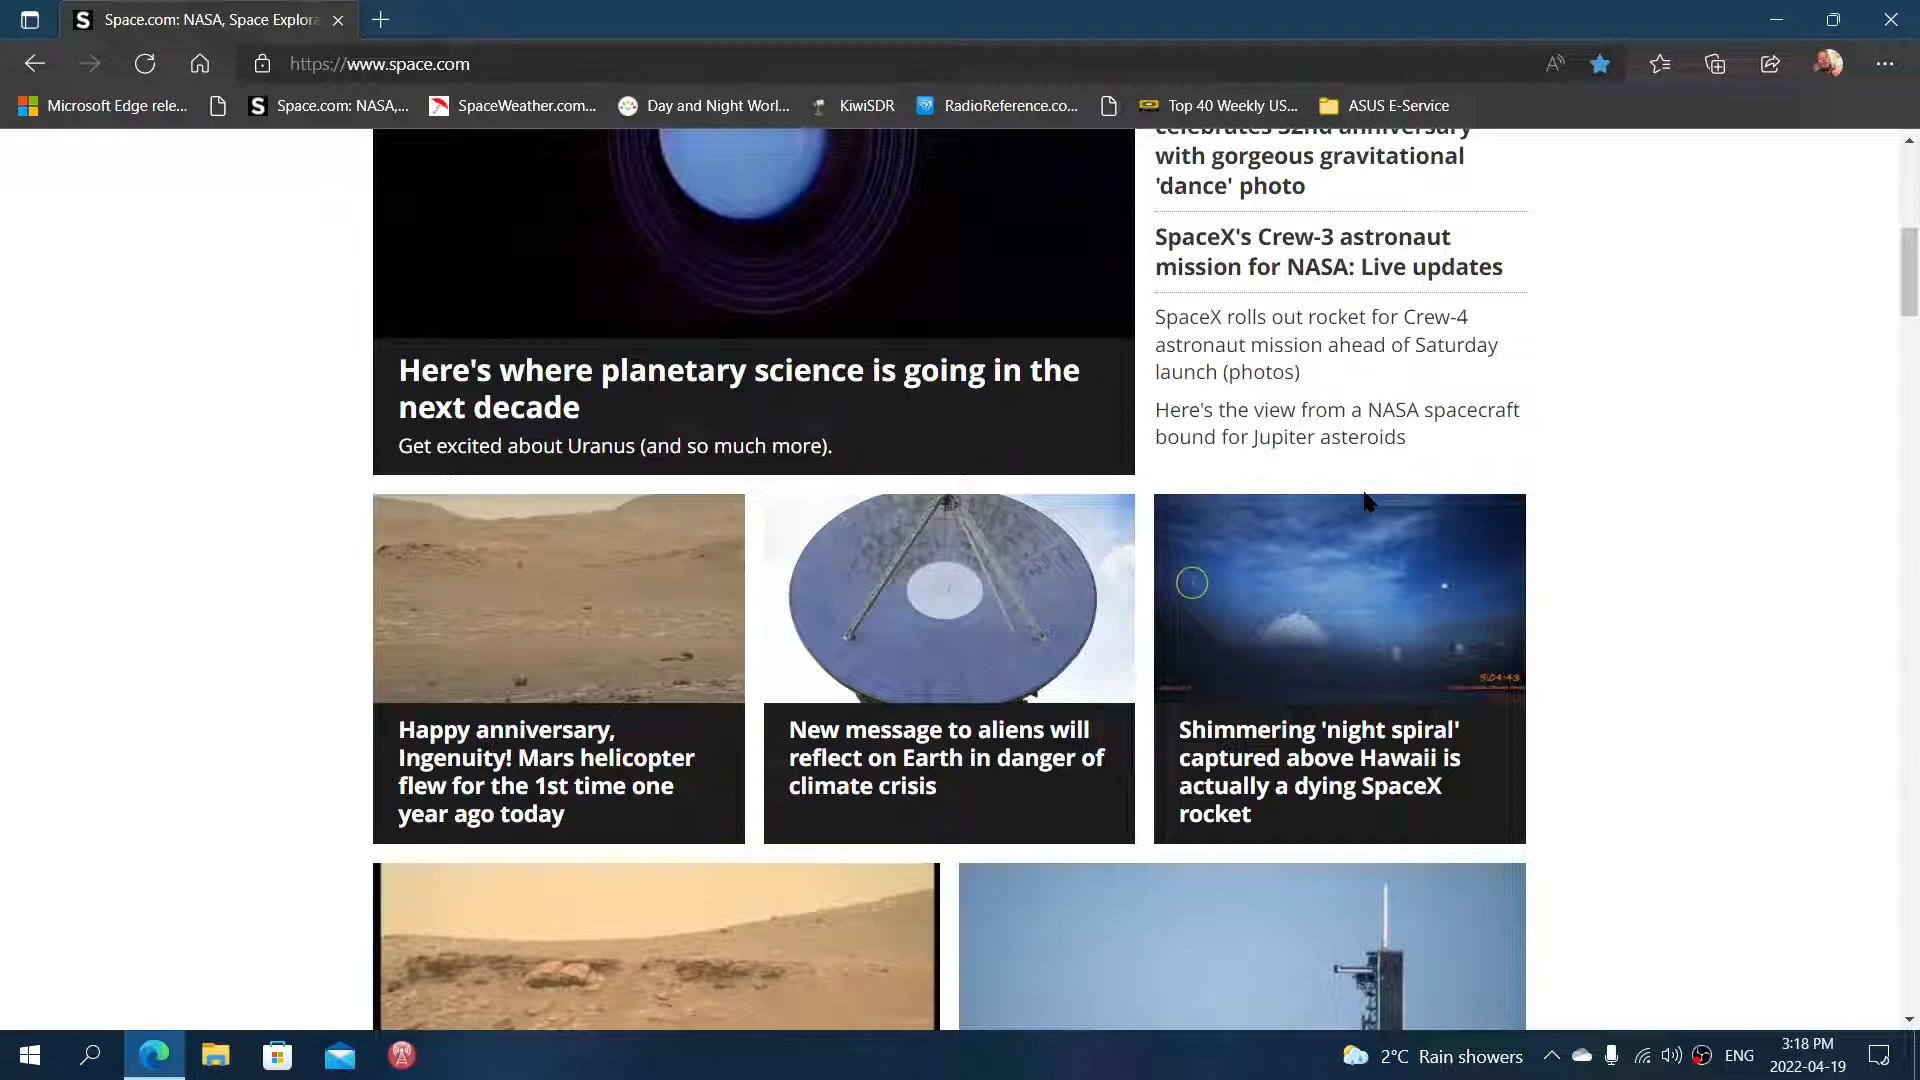 Space.com: NASA, Space Explora
https://www.space.com
Microsoft Edge rele...
Space.com: NASA,...
SpaceWeather.com...
Day and Night Worl...
KiwiSDR
RadioReference.co...
Top 40 Weekly US...
ASUS E-Service
celebrates 32nd anniversary
with gorgeous gravitational
'dance' photo
SpaceX's Crew-3 astronaut
mission for NASA: Live updates
SpaceX rolls out rocket for Crew-4
astronaut mission ahead of Saturday
launch (photos)
Here's the view from a NASA spacecraft
bound for Jupiter asteroids
Here's where planetary science is going in the
next decade
Get excited about Uranus (and so much more).
5:04:43
Happy anniversary,
Ingenuity! Mars helicopter
flew for the 1st time one
year ago today
New message to aliens will
reflect on Earth in danger of
climate crisis
Shimmering 'night spiral'
captured above Hawaii is
actually a dying SpaceX
rocket
2°C Rain showers
ENG
3:18 PM
2022-04-19